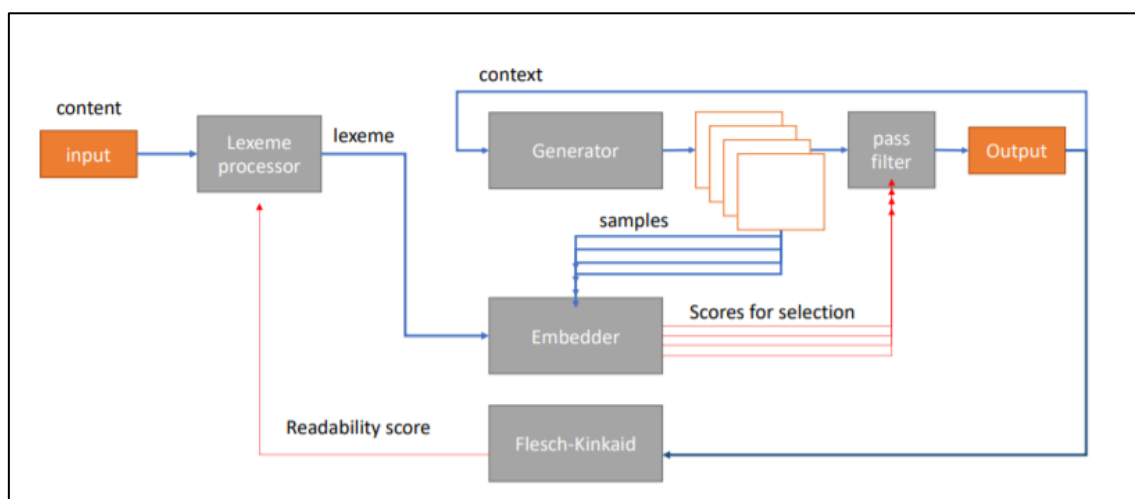 context
content
input
Lexeme
processor
lexeme
Generator
pass
filter
Output
samples
Embedder
Scores for selection
Readability score
Flesch-Kinkaid